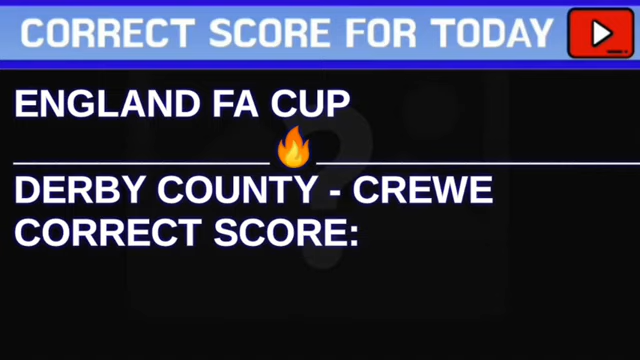 CORRECT SCORE FOR TODAY
ENGLAND FA CUP
DERBY COUNTY - CREWE
CORRECT SCORE: